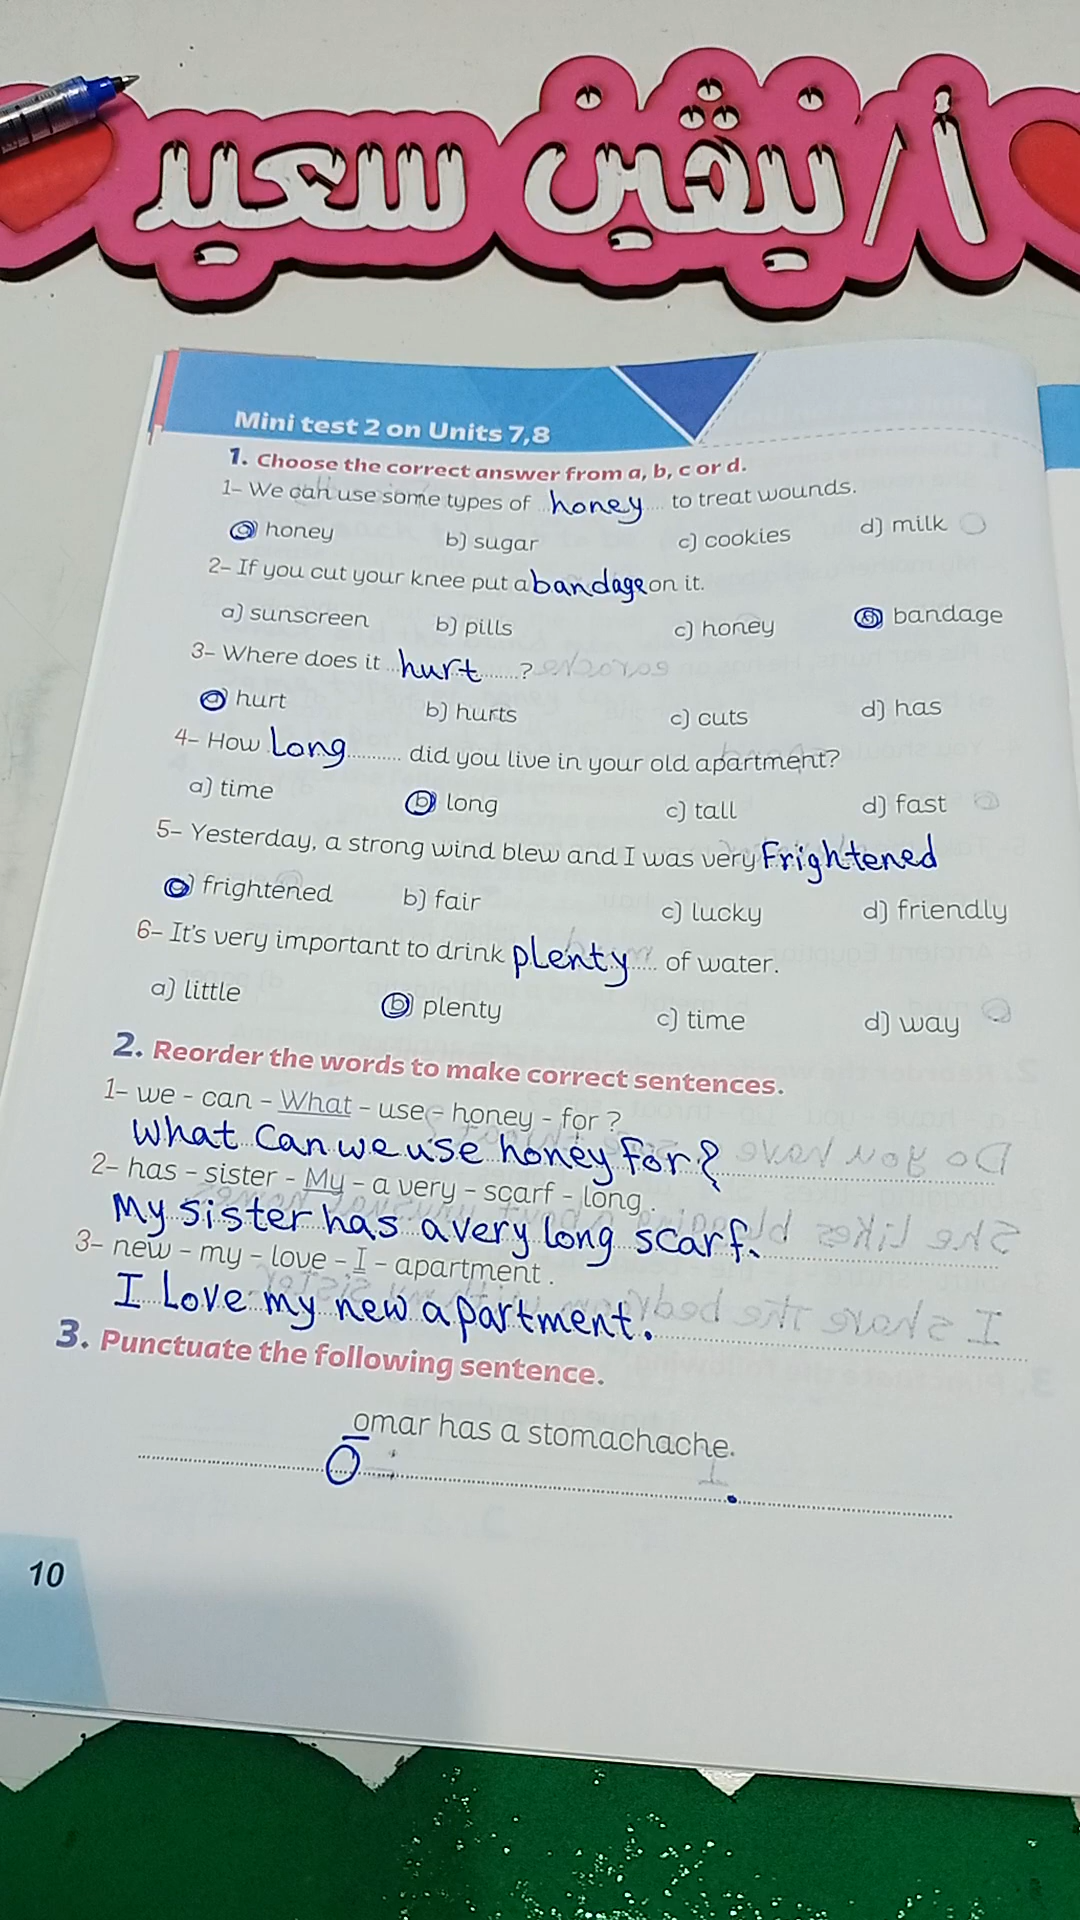 أ/ نيڤين سعيد
Mini test 2 on Units 7,8
1. Choose the correct answer from a, b, c or d.
1- We can use some types of honey to treat wounds.
a) honey b) sugar c) cookies d) milk
2- If you cut your knee put a bandage on it.
a) sunscreen b) pills c) honey d) bandage
3- Where does it hurt ?
a) hurt b) hurts c) cuts d) has
4- How Long did you live in your old apartment?
a) time b) long c) tall d) fast
5- Yesterday, a strong wind blew and I was very Frightened
a) frightened b) fair c) lucky d) friendly
6- It's very important to drink plenty of water.
a) little b) plenty c) time d) way
2. Reorder the words to make correct sentences.
1- we - can - What - use - honey - for ?
What Can we use honey for?
2- has - sister - My - a very - scarf - long .
My sister has a very long scarf.
3- new - my - love - I - apartment .
I Love my new apartment.
3. Punctuate the following sentence.
omar has a stomachache.
O .
10